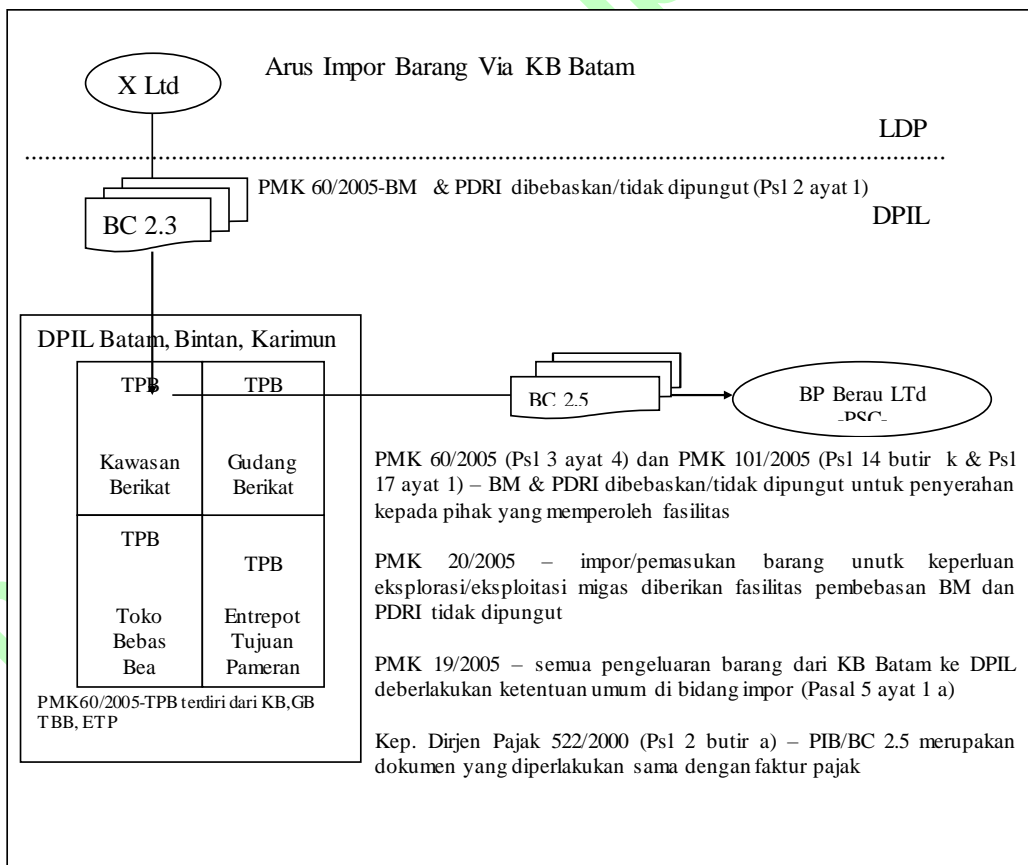 Arus Impor Barang Via KB Batam
X Ltd
LDP
PMK 60/2005-BM & PDRI dibebaskan/tidak dipungut (Psl 2 ayat 1)
DPIL
BC 2.3
DPIL Batam, Bintan, Karimun
TPB
Kawasan
Berikat
TPB
Gudang
Berikat
TPB
Toko
Bebas
Bea
TPB
Entrepot
Tujuan
Pameran
PMK60/2005-TPB terdiri dari KB,GB
TBB, ETP
BC 2.5
BP Berau LTd
-PSC-
PMK 60/2005 (Psl 3 ayat 4) dan PMK 101/2005 (Psl 14 butir k & Psl
17 ayat 1) – BM & PDRI dibebaskan/tidak dipungut untuk penyerahan
kepada pihak yang memperoleh fasilitas
PMK 20/2005 – impor/pemasukan barang unutk keperluan
eksplorasi/eksploitasi migas diberikan fasilitas pembebasan BM dan
PDRI tidak dipungut
PMK 19/2005 – semua pengeluaran barang dari KB Batam ke DPIL
deberlakukan ketentuan umum di bidang impor (Pasal 5 ayat 1 a)
Kep. Dirjen Pajak 522/2000 (Psl 2 butir a) – PIB/BC 2.5 merupakan
dokumen yang diperlakukan sama dengan faktur pajak